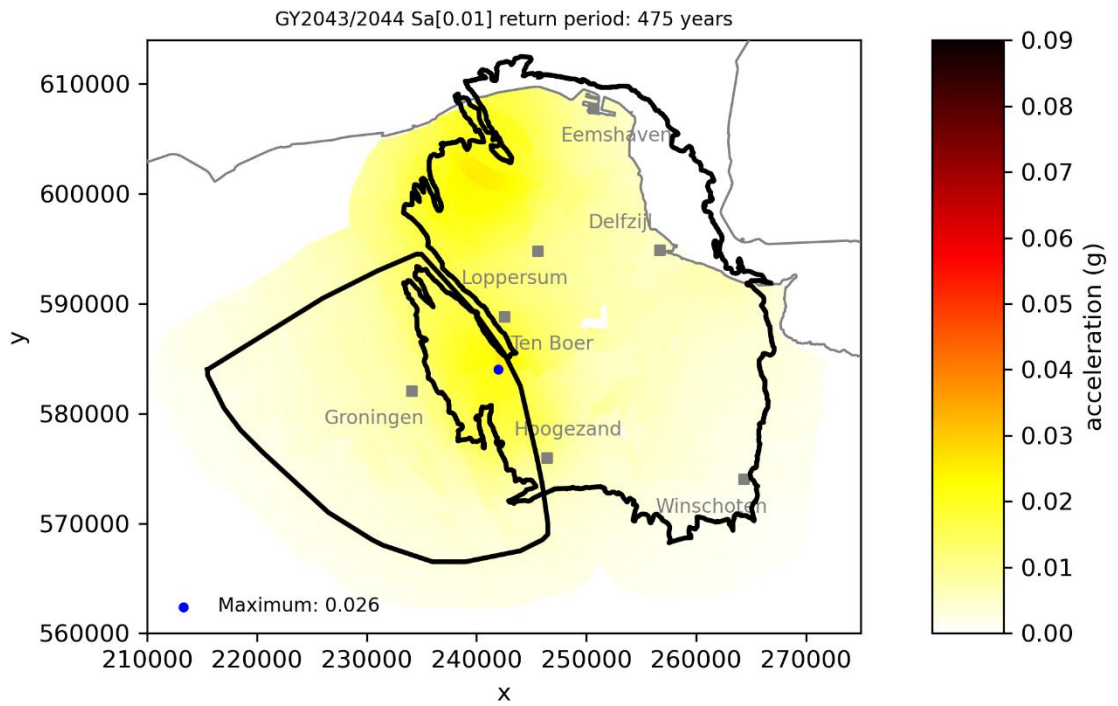 GY2043/2044 Sa[0.01] return period: 475 years
610000
600000
590000
580000
570000
560000
y
210000 220000 230000 240000 250000 260000 270000
x
Eemshaven
Delfzijl
Loppersum
Ten Boer
Groningen
Hoogezand
Winschoten
Maximum: 0.026
0.09
0.08
0.07
0.06
0.05
0.04
0.03
0.02
0.01
0.00
acceleration (g)